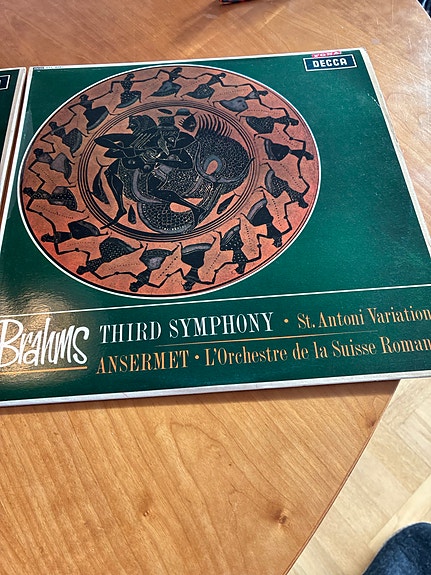 DECCA
Brahms
THIRD SYMPHONY • St. Antoni Variation
ANSERMET • L'Orchestre de la Suisse Roman